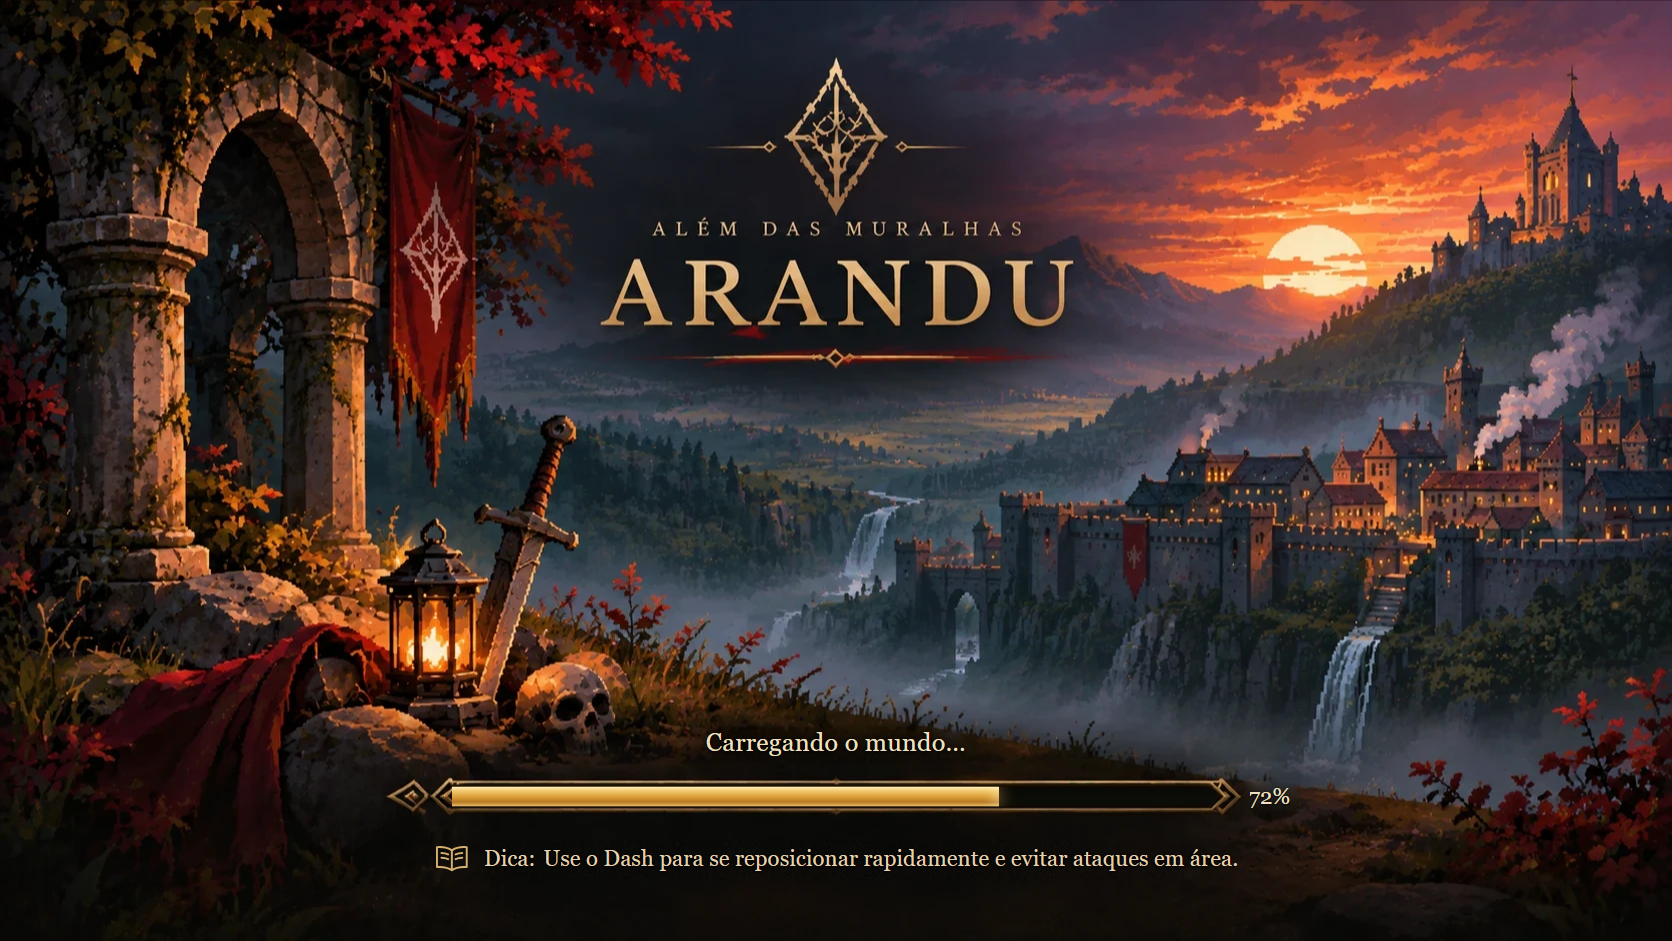 ALÉM DAS MURALHAS
ARANDU
Carregando o mundo...
72%
Dica: Use o Dash para se reposicionar rapidamente e evitar ataques em área.